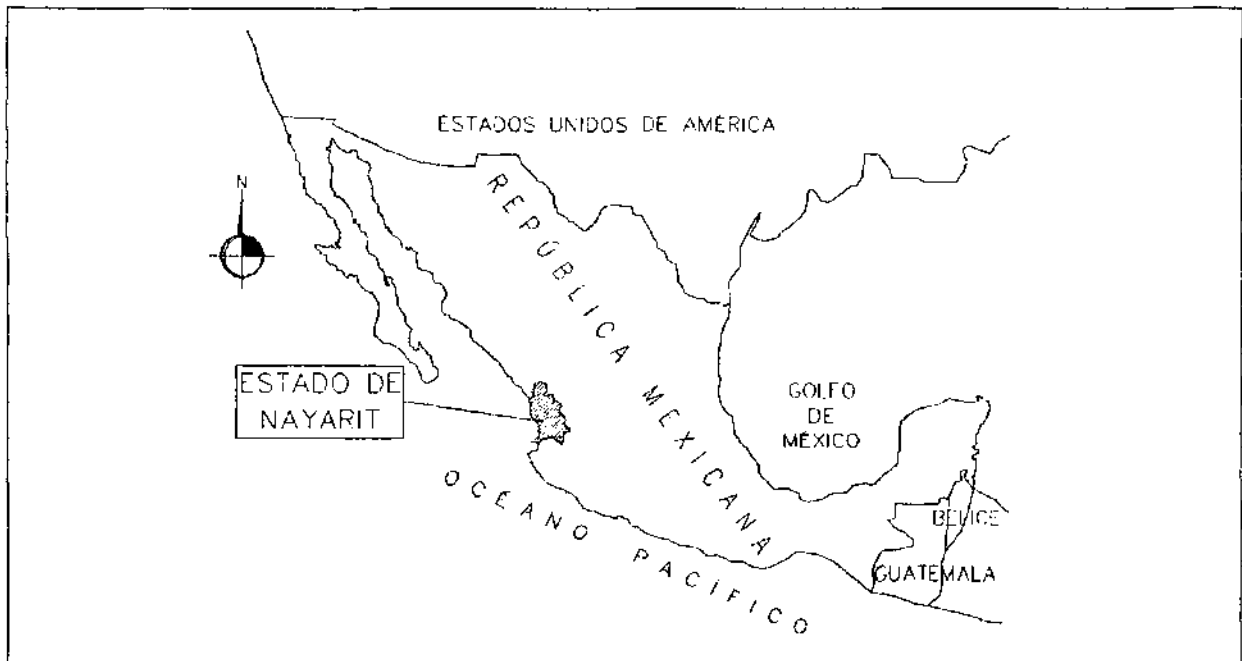 ESTADOS UNIDOS DE AMÉRICA
N
REPÚBLICA MEXICANA
ESTADO DE
NAYARIT
GOLFO
DE
MÉXICO
OCÉANO PACÍFICO
BELICE
GUATEMALA